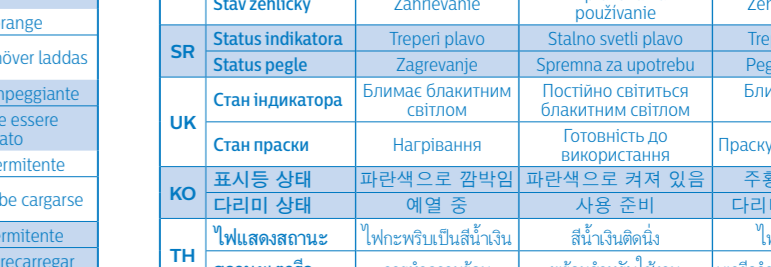 Stav žehličky Zahrievanie
používanie
range
höver laddas
SR Status indikatora Treperi plavo Stalno svetli plavo Tre
Status pegle Zagrevanje Spremna za upotrebu Peg
mpeggiante
e essere
ato
UK
Стан індикатора Блимає блакитним світлом Постійно світиться блакитним світлом Бли
Стан праски Нагрівання Готовність до використання Праску
ermitente
be cargarse
KO 표시등 상태 파란색으로 깜박임 파란색으로 켜져 있음 주황
다리미 상태 예열 중 사용 준비 다리미
ermitente
recargar
TH ไฟแสดงสถานะ ไฟกะพริบเป็นสีน้ำเงิน สีน้ำเงินติดนิ่ง